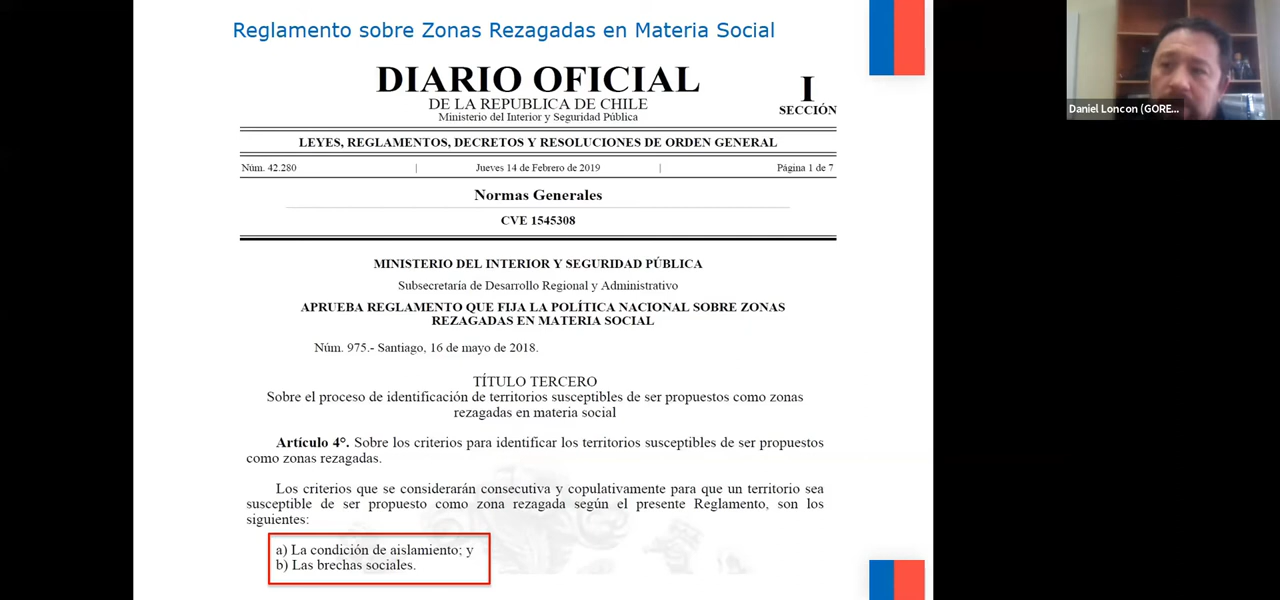 Reglamento sobre Zonas Rezagadas en Materia Social
DIARIO OFICIAL
I
DE LA REPUBLICA DE CHILE
SECCIÓN
Ministerio del Interior y Seguridad Pública
LEYES, REGLAMENTOS, DECRETOS Y RESOLUCIONES DE ORDEN GENERAL
Núm. 42.280 | Jueves 14 de Febrero de 2019 | Página 1 de 7
Normas Generales
CVE 1545308
MINISTERIO DEL INTERIOR Y SEGURIDAD PÚBLICA
Subsecretaría de Desarrollo Regional y Administrativo
APRUEBA REGLAMENTO QUE FIJA LA POLÍTICA NACIONAL SOBRE ZONAS
REZAGADAS EN MATERIA SOCIAL
Núm. 975.- Santiago, 16 de mayo de 2018.
TÍTULO TERCERO
Sobre el proceso de identificación de territorios susceptibles de ser propuestos como zonas
rezagadas en materia social
Artículo 4°. Sobre los criterios para identificar los territorios susceptibles de ser propuestos
como zonas rezagadas.
Los criterios que se considerarán consecutiva y copulativamente para que un territorio sea
susceptible de ser propuesto como zona rezagada según el presente Reglamento, son los
siguientes:
a) La condición de aislamiento; y
b) Las brechas sociales.
Daniel Loncon (GORE...